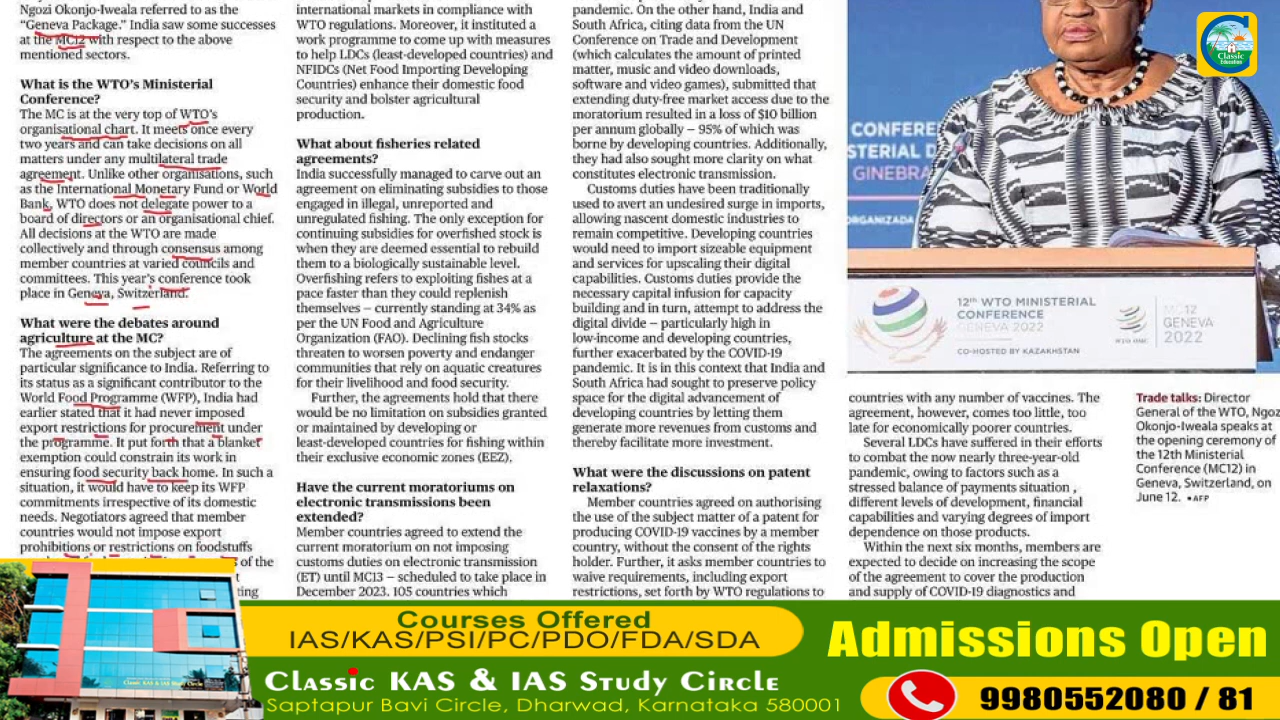 Ngozi Okonjo-Iweala referred to as the
“Geneva Package.” India saw some successes
at the MC12 with respect to the above
mentioned sectors.
What is the WTO’s Ministerial
Conference?
The MC is at the very top of WTO’s
organisational chart. It meets once every
two years and can take decisions on all
matters under any multilateral trade
agreement. Unlike other organisations, such
as the International Monetary Fund or World
Bank, WTO does not delegate power to a
board of directors or an organisational chief.
All decisions at the WTO are made
collectively and through consensus among
member countries at varied councils and
committees. This year’s conference took
place in Geneva, Switzerland.
What were the debates around
agriculture at the MC?
The agreements on the subject are of
particular significance to India. Referring to
its status as a significant contributor to the
World Food Programme (WFP), India had
earlier stated that it had never imposed
export restrictions for procurement under
the programme. It put forth that a blanket
exemption could constrain its work in
ensuring food security back home. In such a
situation, it would have to keep its WFP
commitments irrespective of its domestic
needs. Negotiators agreed that member
countries would not impose export
prohibitions or restrictions on foodstuffs
of the
international markets in compliance with
WTO regulations. Moreover, it instituted a
work programme to come up with measures
to help LDCs (least-developed countries) and
NFIDCs (Net Food Importing Developing
Countries) enhance their domestic food
security and bolster agricultural
production.
What about fisheries related
agreements?
India successfully managed to carve out an
agreement on eliminating subsidies to those
engaged in illegal, unreported and
unregulated fishing. The only exception for
continuing subsidies for overfished stock is
when they are deemed essential to rebuild
them to a biologically sustainable level.
Overfishing refers to exploiting fishes at a
pace faster than they could replenish
themselves – currently standing at 34% as
per the UN Food and Agriculture
Organization (FAO). Declining fish stocks
threaten to worsen poverty and endanger
communities that rely on aquatic creatures
for their livelihood and food security.
Further, the agreements hold that there
would be no limitation on subsidies granted
or maintained by developing or
least-developed countries for fishing within
their exclusive economic zones (EEZ).
Have the current moratoriums on
electronic transmissions been
extended?
Member countries agreed to extend the
current moratorium on not imposing
customs duties on electronic transmission
(ET) until MC13 – scheduled to take place in
December 2023. 105 countries which
pandemic. On the other hand, India and
South Africa, citing data from the UN
Conference on Trade and Development
(which calculates the amount of printed
matter, music and video downloads,
software and video games), submitted that
extending duty-free market access due to the
moratorium resulted in a loss of $10 billion
per annum globally – 95% of which was
borne by developing countries. Additionally,
they had also sought more clarity on what
constitutes electronic transmission.
Customs duties have been traditionally
used to avert an undesired surge in imports,
allowing nascent domestic industries to
remain competitive. Developing countries
would need to import sizeable equipment
and services for upscaling their digital
capabilities. Customs duties provide the
necessary capital infusion for capacity
building and in turn, attempt to address the
digital divide – particularly high in
low-income and developing countries,
further exacerbated by the COVID-19
pandemic. It is in this context that India and
South Africa had sought to preserve policy
space for the digital advancement of
developing countries by letting them
generate more revenues from customs and
thereby facilitate more investment.
What were the discussions on patent
relaxations?
Member countries agreed on authorising
the use of the subject matter of a patent for
producing COVID-19 vaccines by a member
country, without the consent of the rights
holder. Further, it asks member countries to
waive requirements, including export
restrictions, set forth by WTO regulations to
Classic
Education
CONFERE
STERIAL D
GINEBRA
ORGANIZADA
12th WTO MINISTERIAL
CONFERENCE
GENEVA 2022
CO-HOSTED BY KAZAKHSTAN
WTO OMC
MC12
GENEVA
2022
countries with any number of vaccines. The
agreement, however, comes too little, too
late for economically poorer countries.
Several LDCs have suffered in their efforts
to combat the now nearly three-year-old
pandemic, owing to factors such as a
stressed balance of payments situation ,
different levels of development, financial
capabilities and varying degrees of import
dependence on those products.
Within the next six months, members are
expected to decide on increasing the scope
of the agreement to cover the production
and supply of COVID-19 diagnostics and
Trade talks: Director
General of the WTO, Ngoz
Okonjo-Iweala speaks at
the opening ceremony of
the 12th Ministerial
Conference (MC12) in
Geneva, Switzerland, on
June 12. •AFP
Courses Offered
IAS/KAS/PSI/PC/PDO/FDA/SDA
Classic KAS & IAS Study Circle
Saptapur Bavi Circle, Dharwad, Karnataka 580001
Admissions Open
9980552080 / 81
Classic KAS & IAS Study Circle